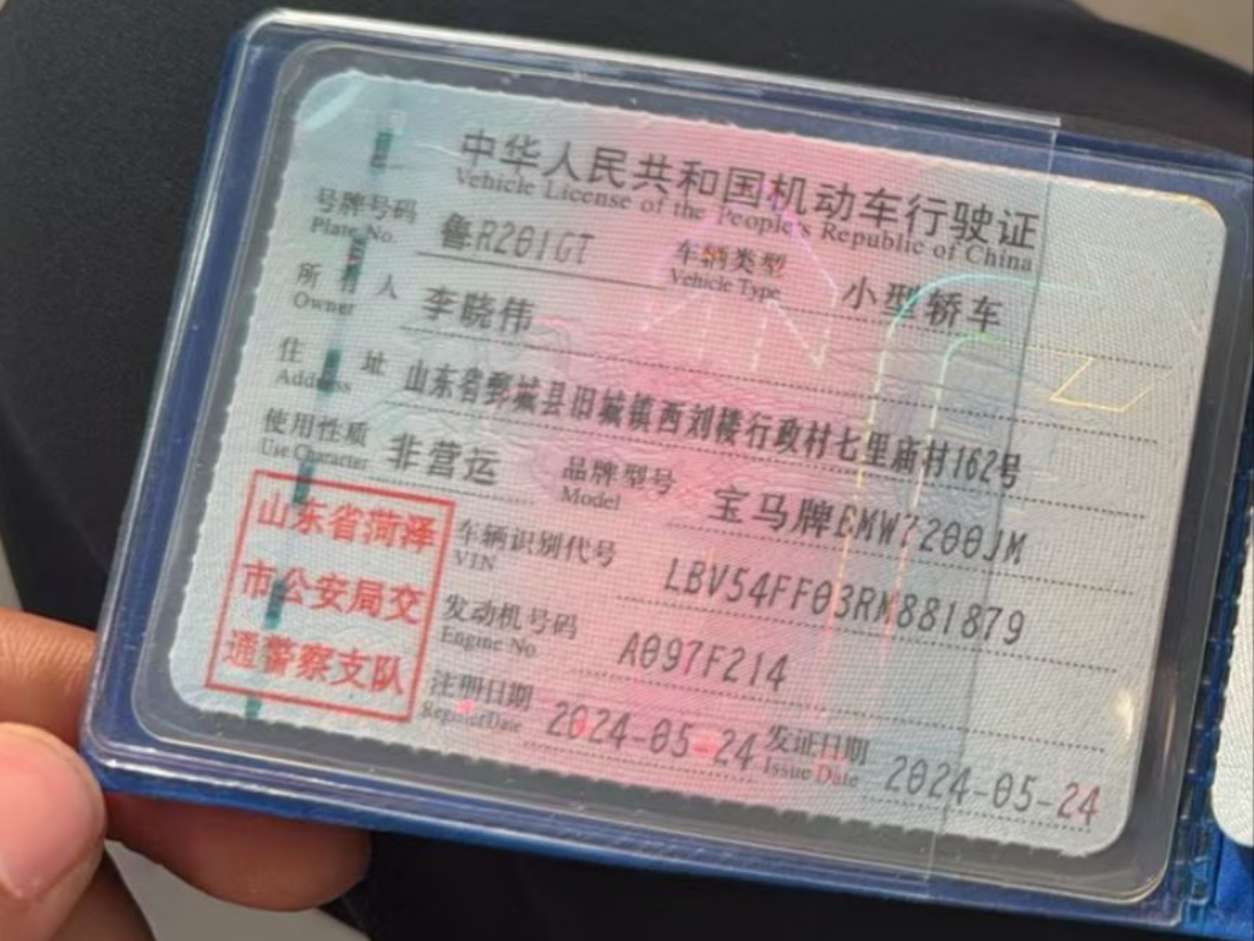 中华人民共和国机动车行驶证
Vehicle License of the People's Republic of China
号牌号码 鲁R201GT 车辆类型 小型轿车
Plate No. Vehicle Type
所有人 李晓伟
Owner
住址 山东省鄄城县旧城镇西刘楼行政村七里庙村162号
Address
使用性质 非营运 品牌型号 宝马牌BMW7200JM
Use Character Model
山东省菏泽
市公安局交
通警察支队
车辆识别代号 LBV54FF03RM881879
VIN
发动机号码 A097F214
Engine No.
注册日期 2024-05-24 发证日期 2024-05-24
Register Date Issue Date